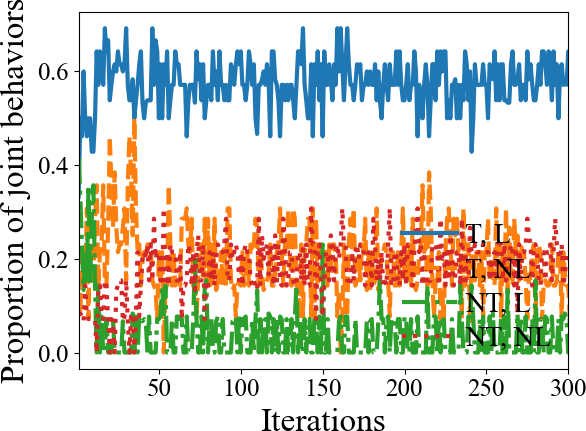 Proportion of joint behaviors
0.6
0.4
0.2
0.0
T, L
T, NL
NT, L
NT, NL
50
100
150
200
250
300
Iterations